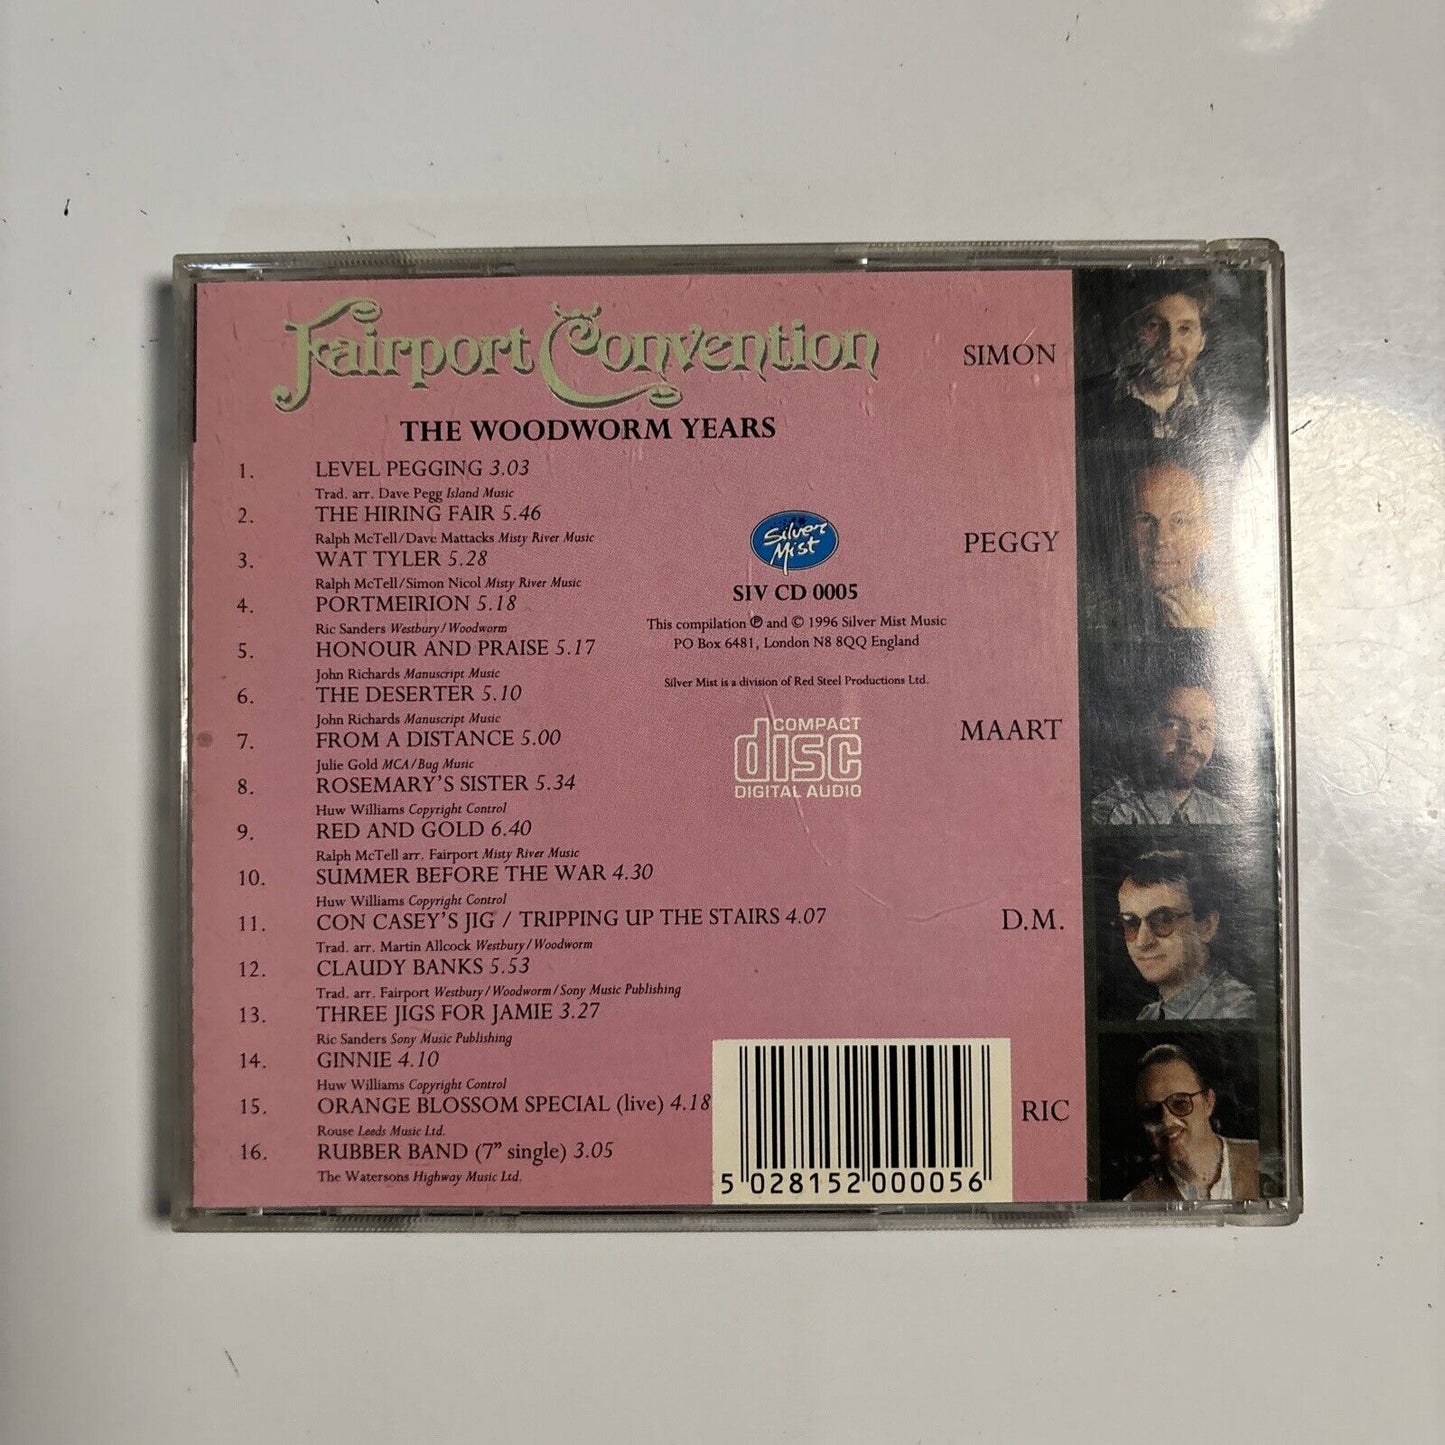 Fairport Convention
THE WOODWORM YEARS
1. LEVEL PEGGING 3.03
Trad. arr. Dave Pegg Island Music
2. THE HIRING FAIR 5.46
Ralph McTell/Dave Mattacks Misty River Music
3. WAT TYLER 5.28
Ralph McTell/Simon Nicol Misty River Music
4. PORTMEIRION 5.18
Ric Sanders Westbury/Woodworm
5. HONOUR AND PRAISE 5.17
John Richards Manuscript Music
6. THE DESERTER 5.10
John Richards Manuscript Music
7. FROM A DISTANCE 5.00
Julie Gold MCA/Bug Music
8. ROSEMARY'S SISTER 5.34
Huw Williams Copyright Control
9. RED AND GOLD 6.40
Ralph McTell arr. Fairport Misty River Music
10. SUMMER BEFORE THE WAR 4.30
Huw Williams Copyright Control
11. CON CASEY'S JIG / TRIPPING UP THE STAIRS 4.07
Trad. arr. Martin Allcock Westbury/Woodworm
12. CLAUDY BANKS 5.53
Trad. arr. Fairport Westbury/Woodworm/Sony Music Publishing
13. THREE JIGS FOR JAMIE 3.27
Ric Sanders Sony Music Publishing
14. GINNIE 4.10
Huw Williams Copyright Control
15. ORANGE BLOSSOM SPECIAL (live) 4.18
Rouse Leeds Music Ltd.
16. RUBBER BAND (7" single) 3.05
The Watersons Highway Music Ltd.
Silver
Mist
SIV CD 0005
This compilation ℗ and © 1996 Silver Mist Music
PO Box 6481, London N8 8QQ England
Silver Mist is a division of Red Steel Productions Ltd.
COMPACT
disc
DIGITAL AUDIO
5 028152 000056
SIMON
PEGGY
MAART
D.M.
RIC